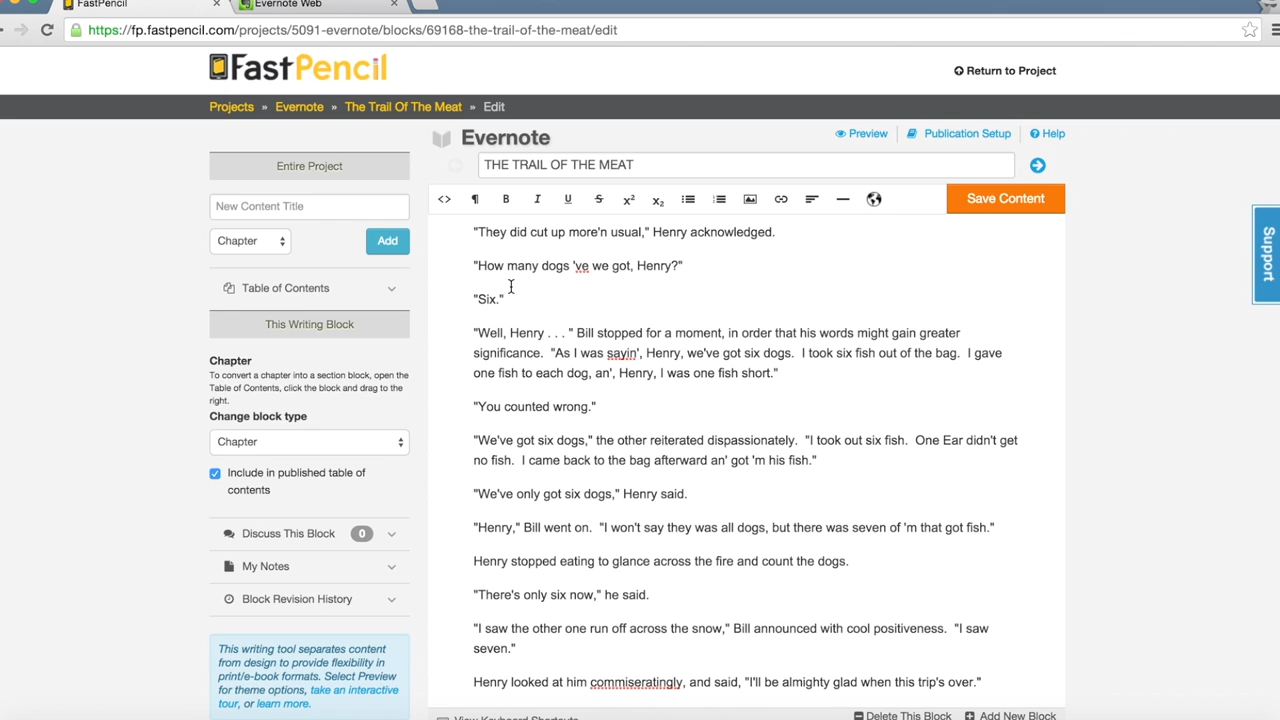 FastPencil
Evernote Web
https://fp.fastpencil.com/projects/5091-evernote/blocks/69168-the-trail-of-the-meat/edit
FastPencil
Return to Project
Projects » Evernote » The Trail Of The Meat » Edit
Evernote
Preview
Publication Setup
Help
Entire Project
THE TRAIL OF THE MEAT
New Content Title
Save Content
Chapter
Add
Table of Contents
This Writing Block
Chapter
To convert a chapter into a section block, open the
Table of Contents, click the block and drag to the
right.
Change block type
Chapter
Include in published table of
contents
Discuss This Block 0
My Notes
Block Revision History
This writing tool separates content
from design to provide flexibility in
print/e-book formats. Select Preview
for theme options, take an interactive
tour, or learn more.
"They did cut up more'n usual," Henry acknowledged.
"How many dogs 've we got, Henry?"
"Six."
"Well, Henry . . . " Bill stopped for a moment, in order that his words might gain greater
significance.  "As I was sayin', Henry, we've got six dogs.  I took six fish out of the bag.  I gave
one fish to each dog, an', Henry, I was one fish short."
"You counted wrong."
"We've got six dogs," the other reiterated dispassionately.  "I took out six fish.  One Ear didn't get
no fish.  I came back to the bag afterward an' got 'm his fish."
"We've only got six dogs," Henry said.
"Henry," Bill went on.  "I won't say they was all dogs, but there was seven of 'm that got fish."
Henry stopped eating to glance across the fire and count the dogs.
"There's only six now," he said.
"I saw the other one run off across the snow," Bill announced with cool positiveness.  "I saw
seven."
Henry looked at him commiseratingly, and said, "I'll be almighty glad when this trip's over."
View Keyboard Shortcuts
Delete This Block
Add New Block
Support